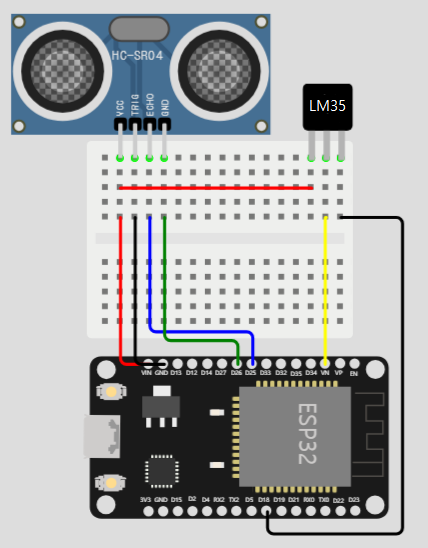 HC-SR04
VCC
TRIG
ECHO
GND
LM35
VIN GND D13 D12 D14 D27 D26 D25 D33 D32 D35 D34 VN VP EN
ESP32
3V3 GND D15 D2 D4 RX2 TX2 D5 D18 D19 D21 RX0 TX0 D22 D23